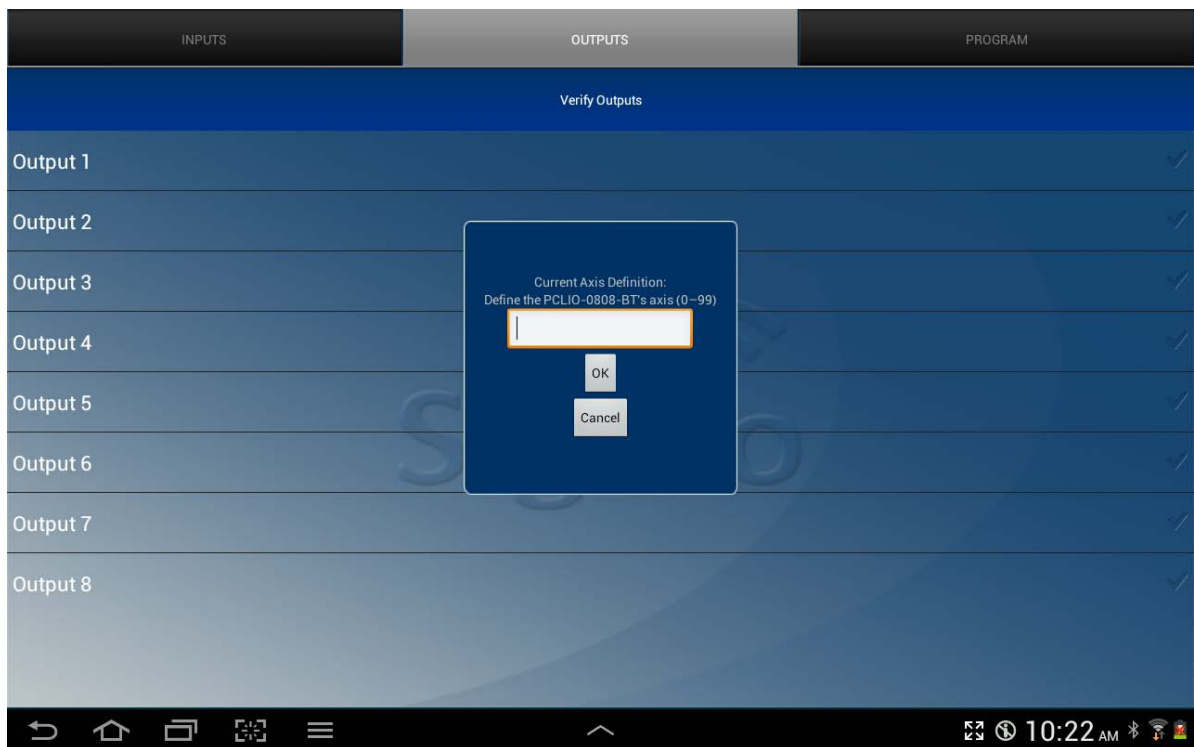 INPUTS
OUTPUTS
PROGRAM
Verify Outputs
Output 1
Output 2
Output 3
Output 4
Output 5
Output 6
Output 7
Output 8
Current Axis Definition:
Define the PCLIO-0808-BT's axis (0–99)
OK
Cancel
10:22 AM